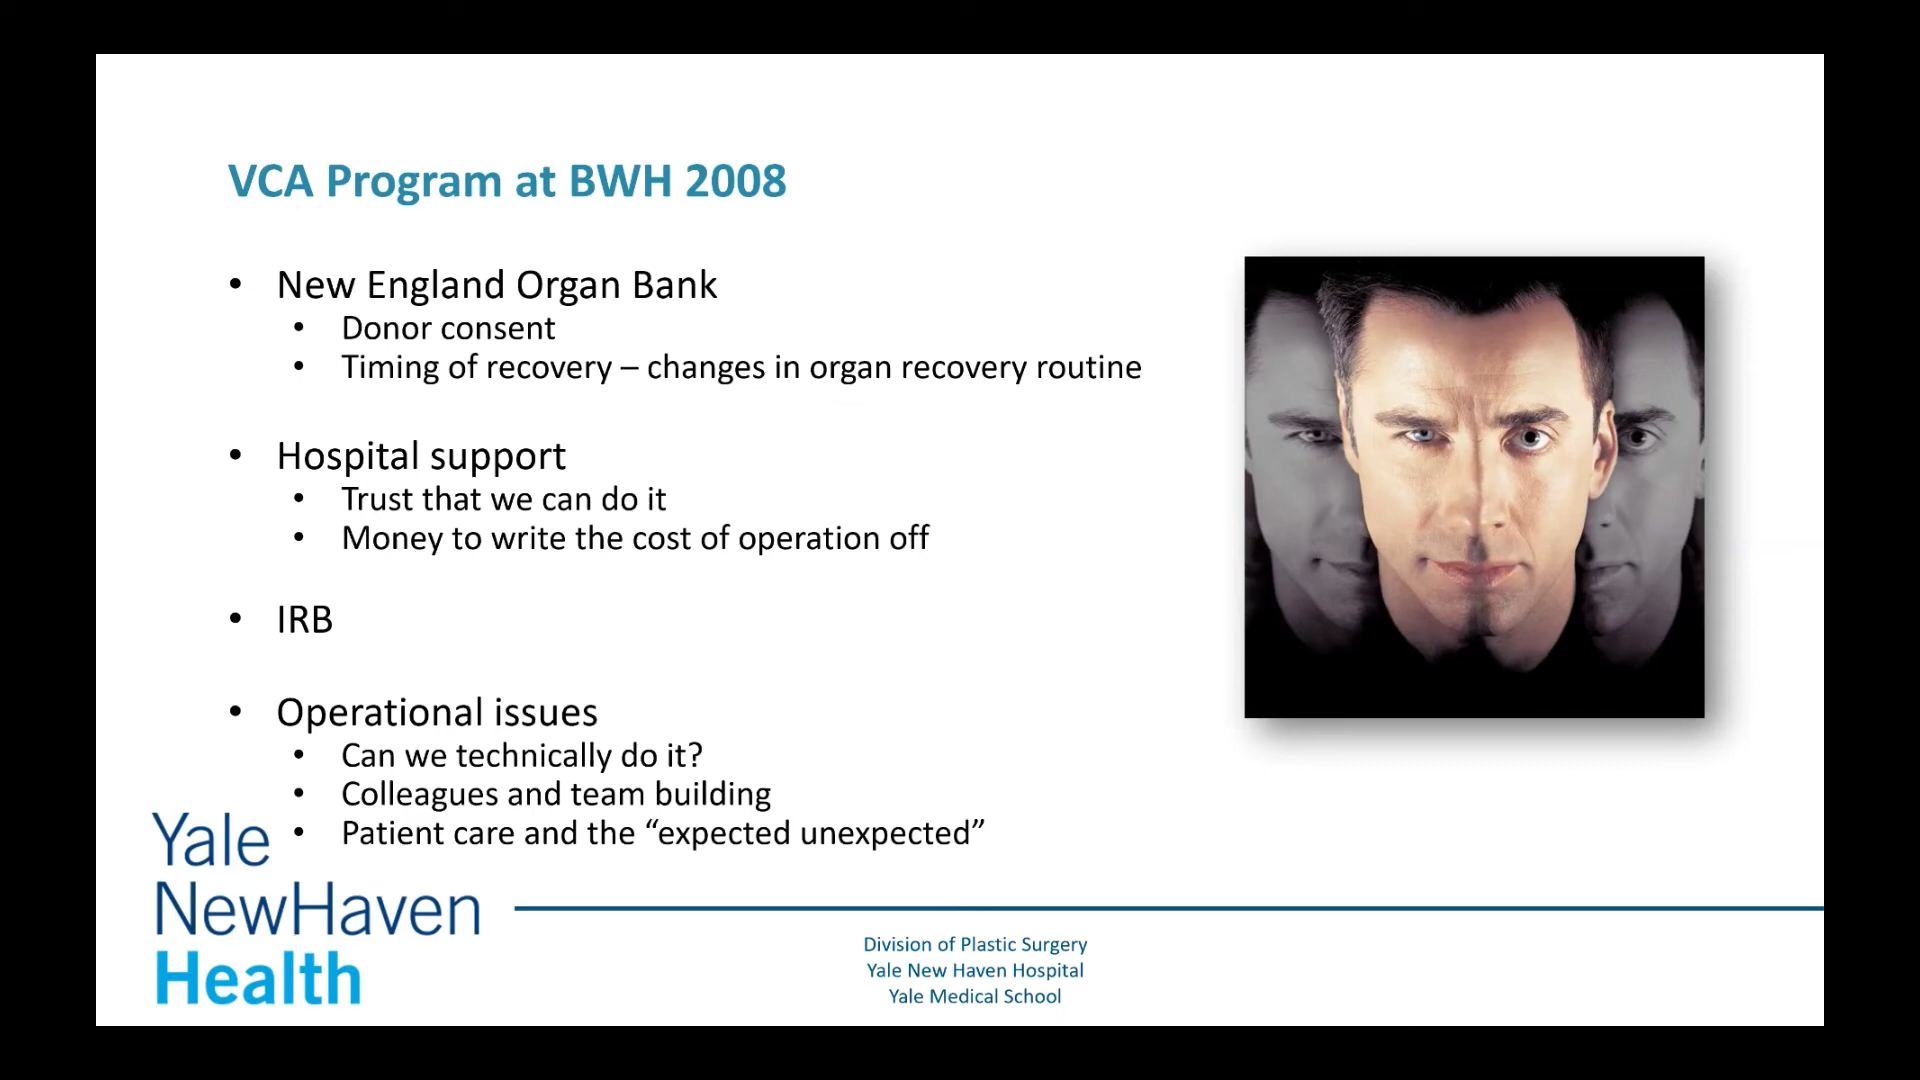 VCA Program at BWH 2008
• New England Organ Bank
• Donor consent
• Timing of recovery – changes in organ recovery routine
• Hospital support
• Trust that we can do it
• Money to write the cost of operation off
• IRB
• Operational issues
• Can we technically do it?
• Colleagues and team building
• Patient care and the “expected unexpected”
Yale
NewHaven
Health
Division of Plastic Surgery
Yale New Haven Hospital
Yale Medical School